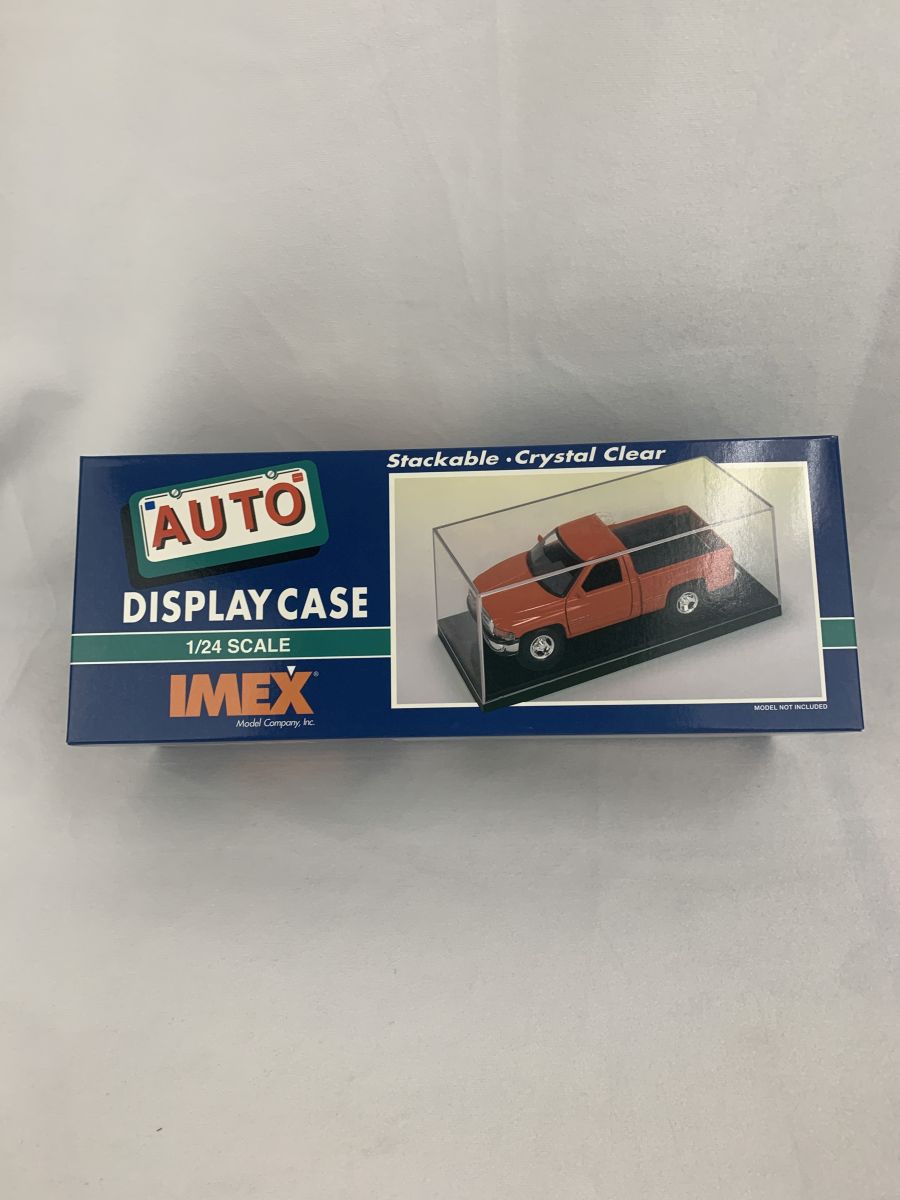 Stackable · Crystal Clear
AUTO
DISPLAY CASE
1/24 SCALE
IMEX®
Model Company, Inc.
MODEL NOT INCLUDED